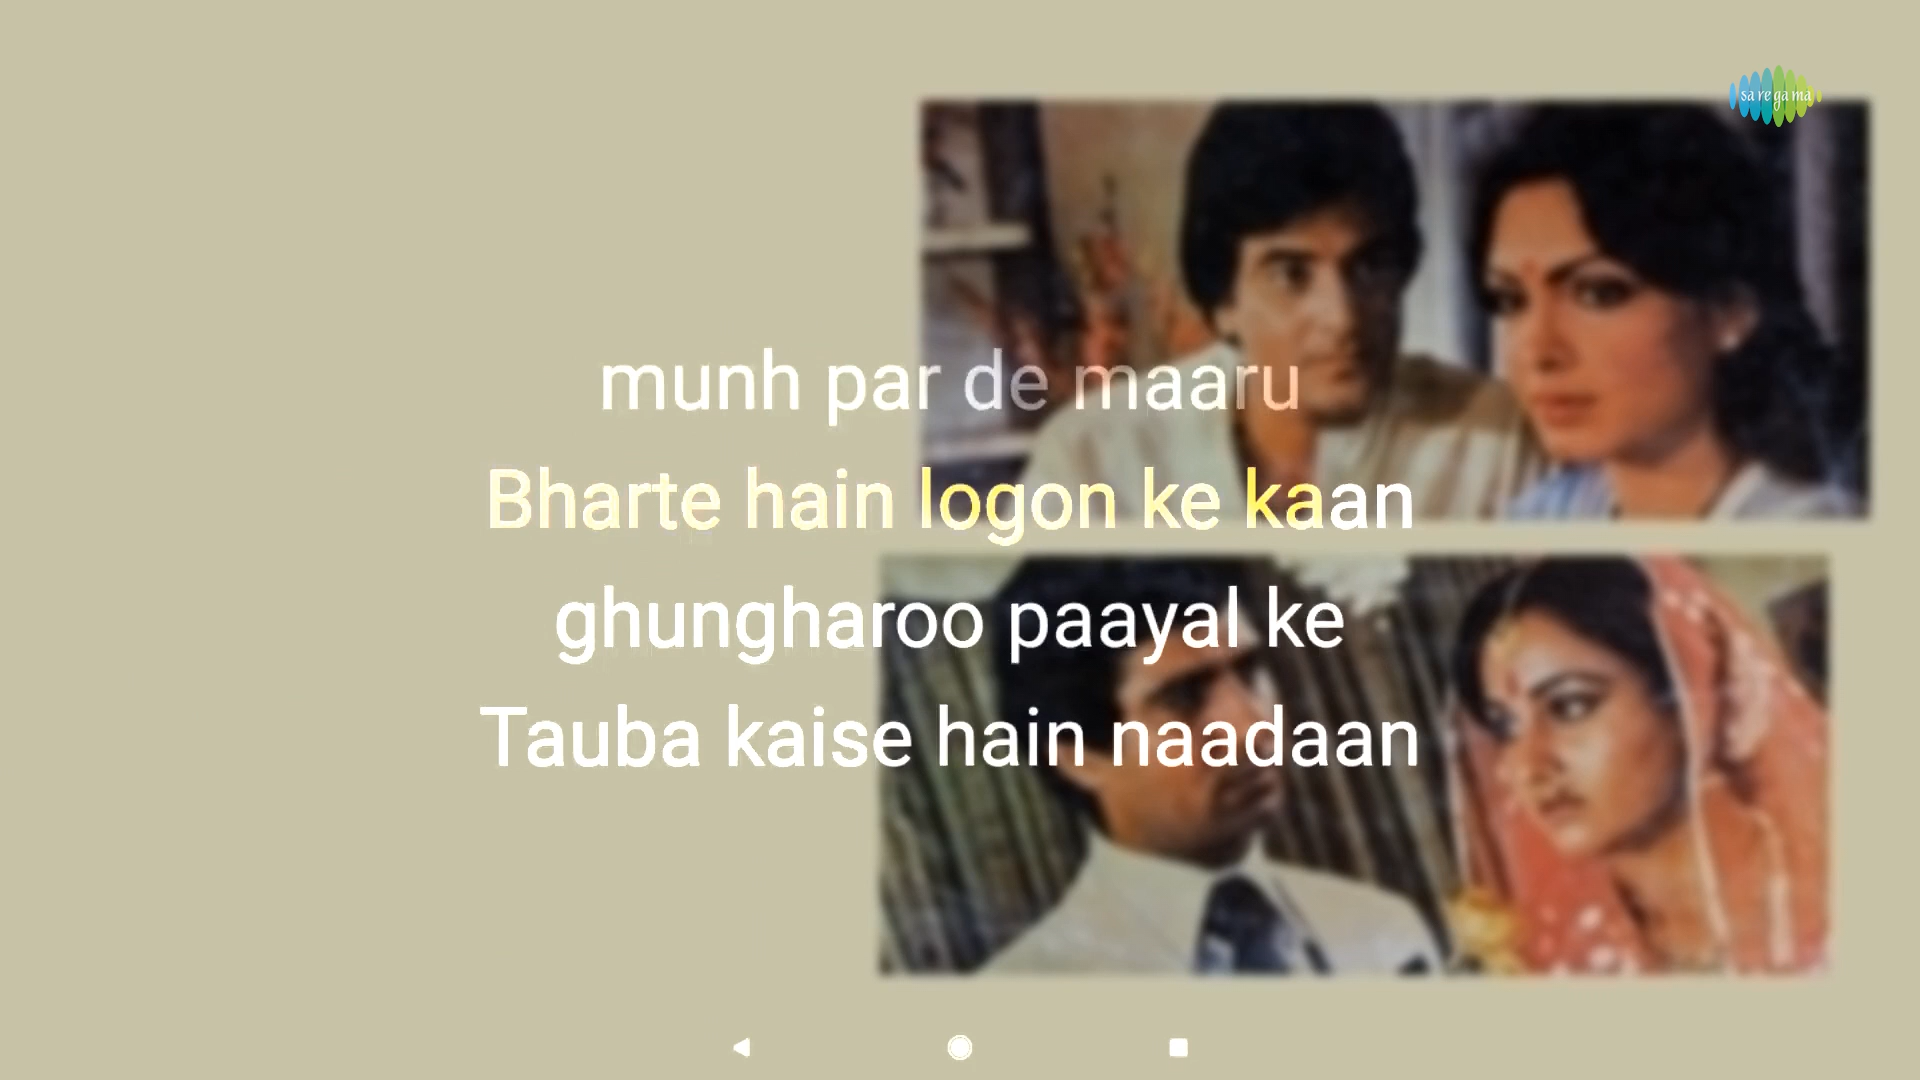 sa re ga ma
munh par de maaru
Bharte hain logon ke kaan
ghungharoo paayal ke
Tauba kaise hain naadaan